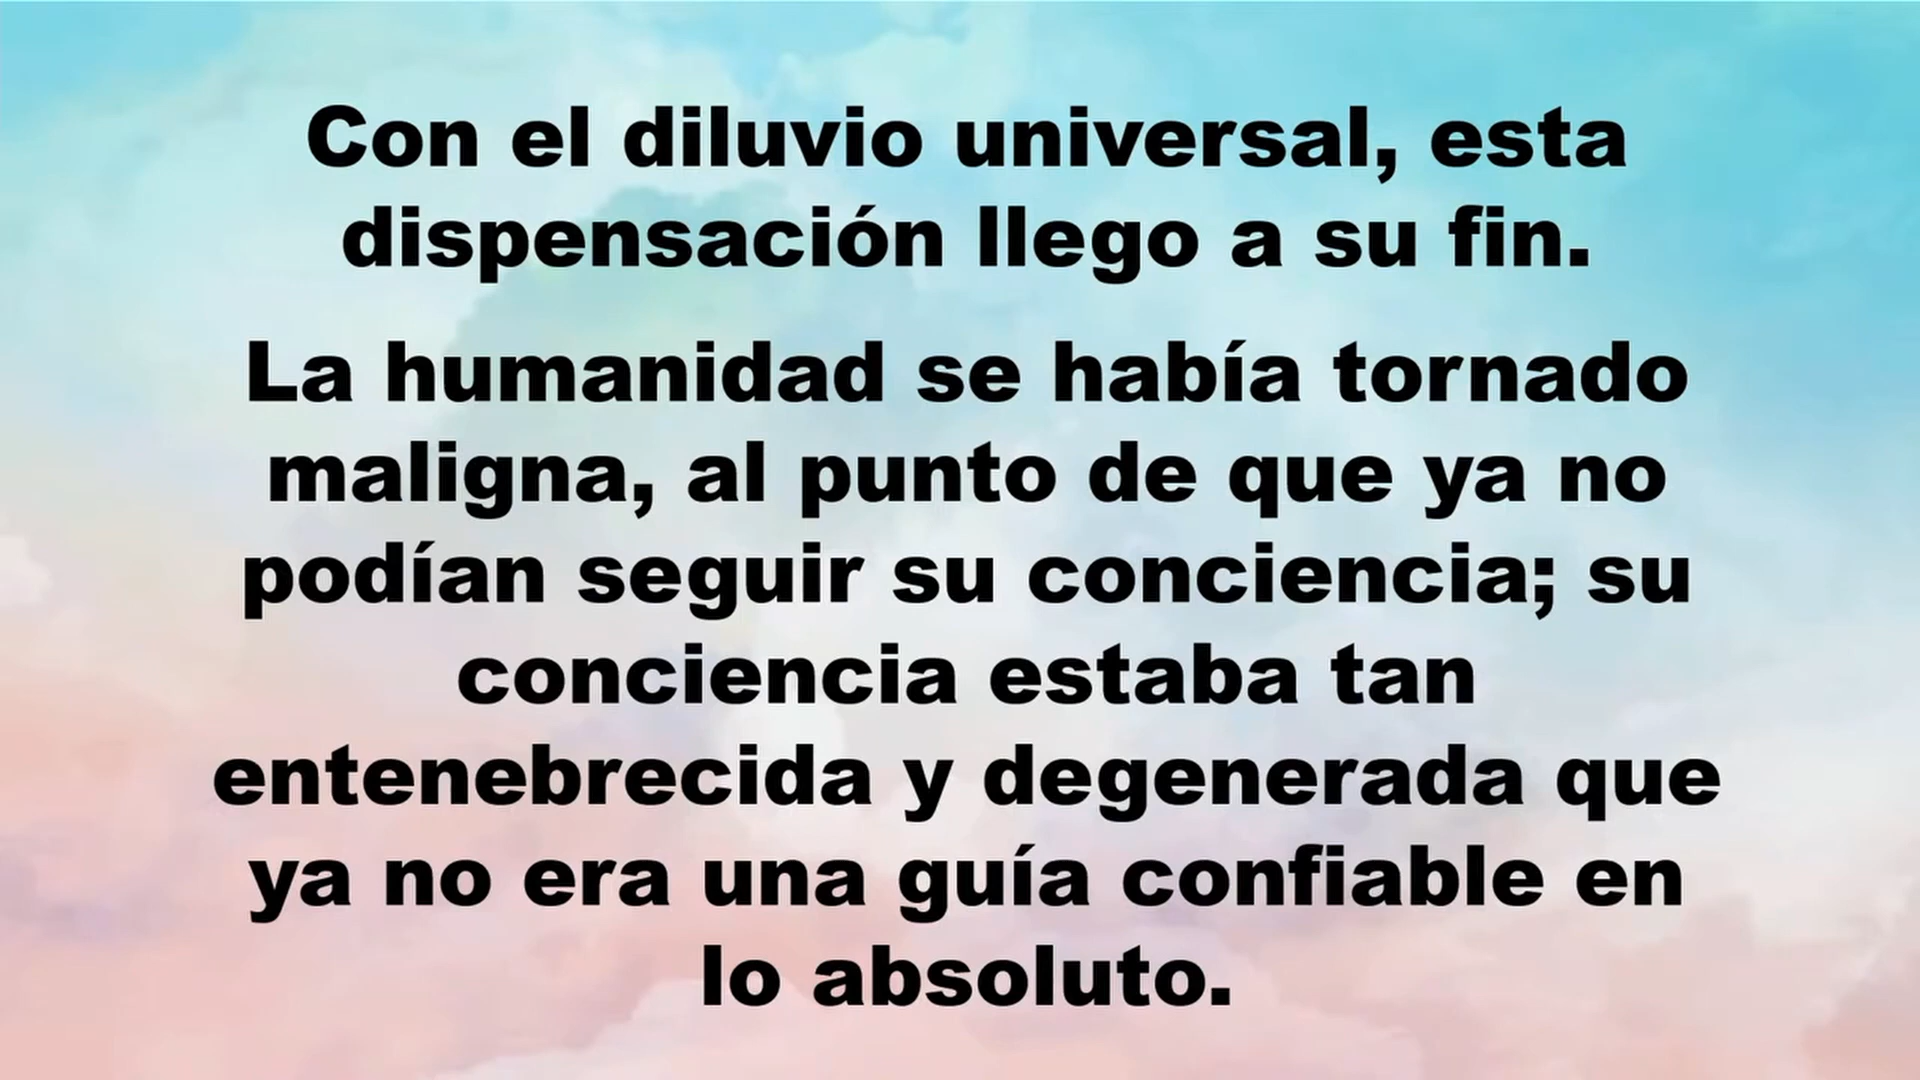 Con el diluvio universal, esta
dispensación llego a su fin.
La humanidad se había tornado
maligna, al punto de que ya no
podían seguir su conciencia; su
conciencia estaba tan
entenebrecida y degenerada que
ya no era una guía confiable en
lo absoluto.